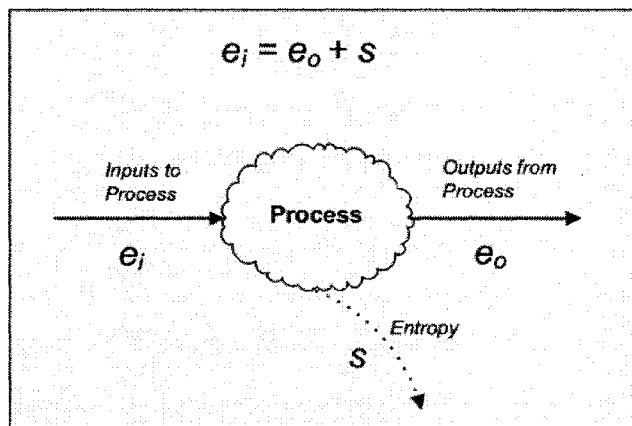 eᵢ = eₒ + s
Inputs to
Process
Outputs from
Process
Process
eᵢ
eₒ
Entropy
s